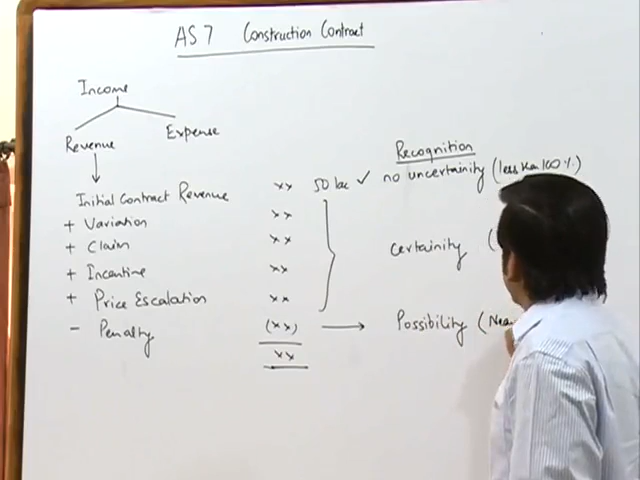 AS 7 Construction Contract
Income
Revenue Expense
Recognition
Initial Contract Revenue xx 50 lac ✓ no uncertainity (less than 100%)
+ Variation xx
+ Claim xx certainity (
+ Incentive xx
+ Price Escalation xx
- Penalty (xx) Possibility (
xx